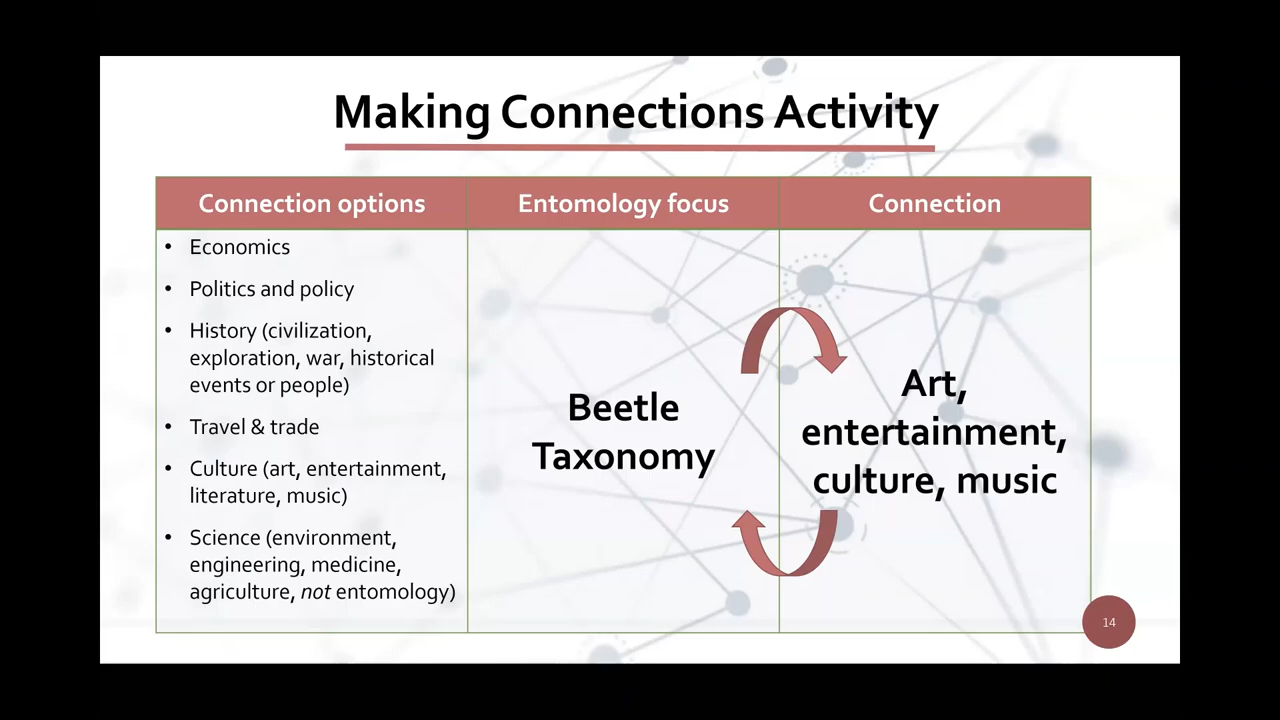 Making Connections Activity
Connection options
Entomology focus
Connection
• Economics
• Politics and policy
• History (civilization,
exploration, war, historical
events or people)
• Travel & trade
• Culture (art, entertainment,
literature, music)
• Science (environment,
engineering, medicine,
agriculture, not entomology)
Beetle
Taxonomy
Art,
entertainment,
culture, music
14